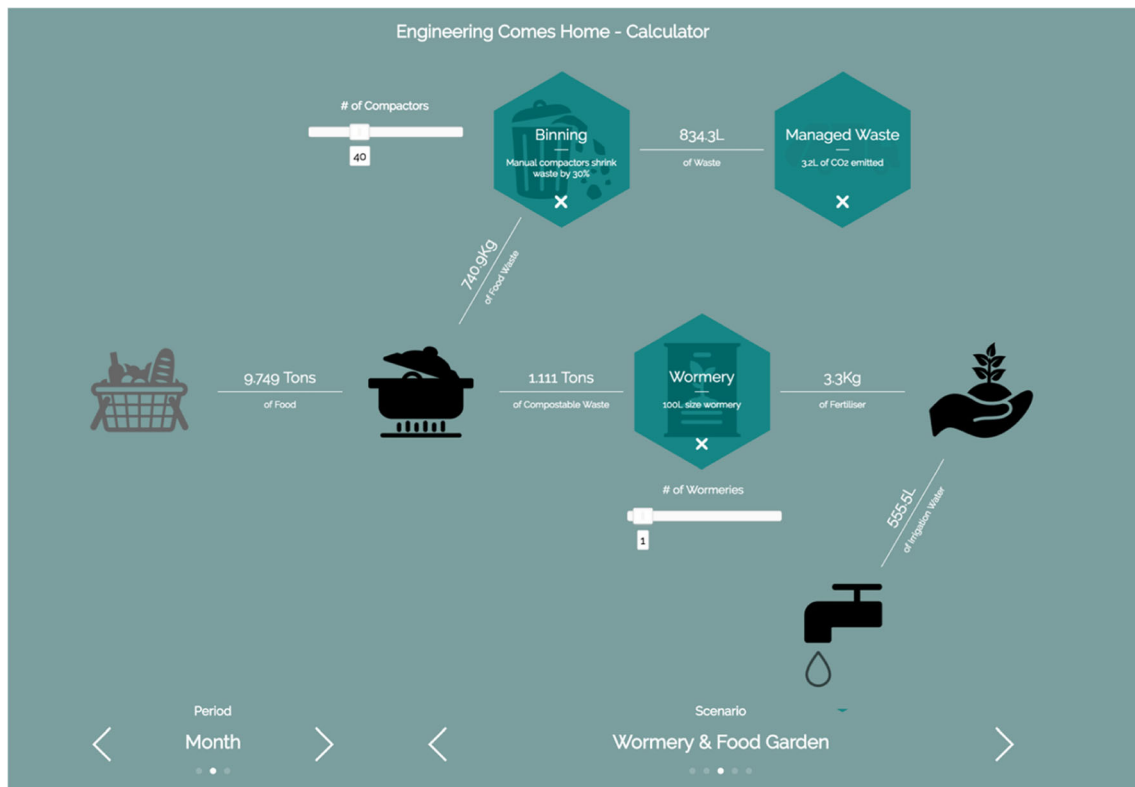 Engineering Comes Home - Calculator
# of Compactors
40
Binning
Manual compactors shrink
waste by 30%
834.3L
of Waste
Managed Waste
3.2L of CO2 emitted
740.9Kg
of Food Waste
9.749 Tons
of Food
1.111 Tons
of Compostable Waste
Wormery
100L size wormery
3.3Kg
of Fertiliser
# of Wormeries
1
555.5L
of Irrigation Water
Period
Month
Scenario
Wormery & Food Garden